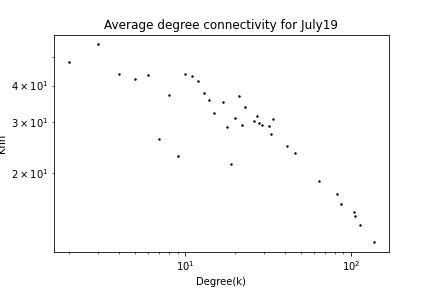 Average degree connectivity for July19
4 × 10¹
3 × 10¹
2 × 10¹
Knn
10¹
10²
Degree(k)